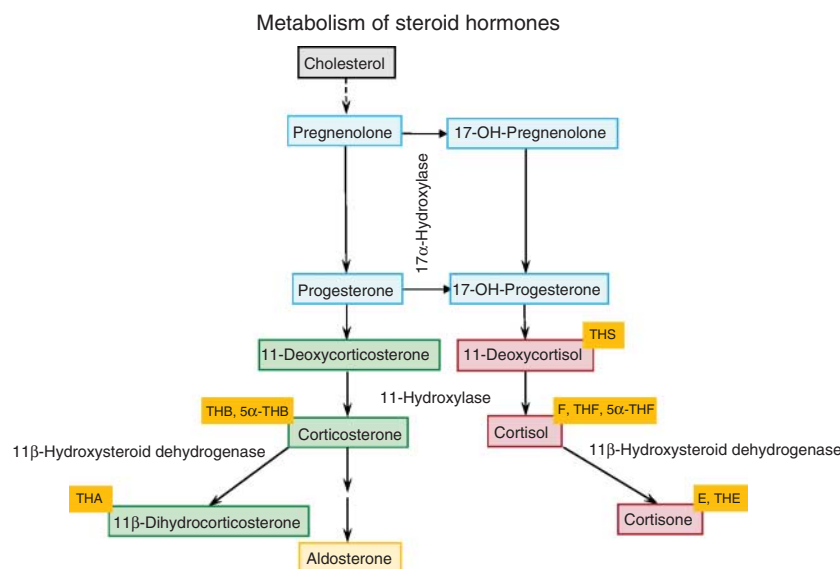 Metabolism of steroid hormones
Cholesterol
Pregnenolone
17-OH-Pregnenolone
17α-Hydroxylase
Progesterone
17-OH-Progesterone
11-Deoxycorticosterone
11-Deoxycortisol
THS
11-Hydroxylase
THB, 5α-THB
Corticosterone
F, THF, 5α-THF
Cortisol
11β-Hydroxysteroid dehydrogenase
11β-Hydroxysteroid dehydrogenase
THA
11β-Dihydrocorticosterone
E, THE
Cortisone
Aldosterone